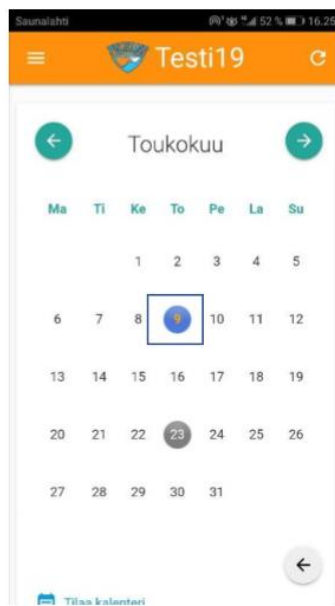 Saunalahti 52 % 16.25
Testi19
Toukokuu
Ma Ti Ke To Pe La Su
1 2 3 4 5
6 7 8 9 10 11 12
13 14 15 16 17 18 19
20 21 22 23 24 25 26
27 28 29 30 31
Tilaa kalenteri